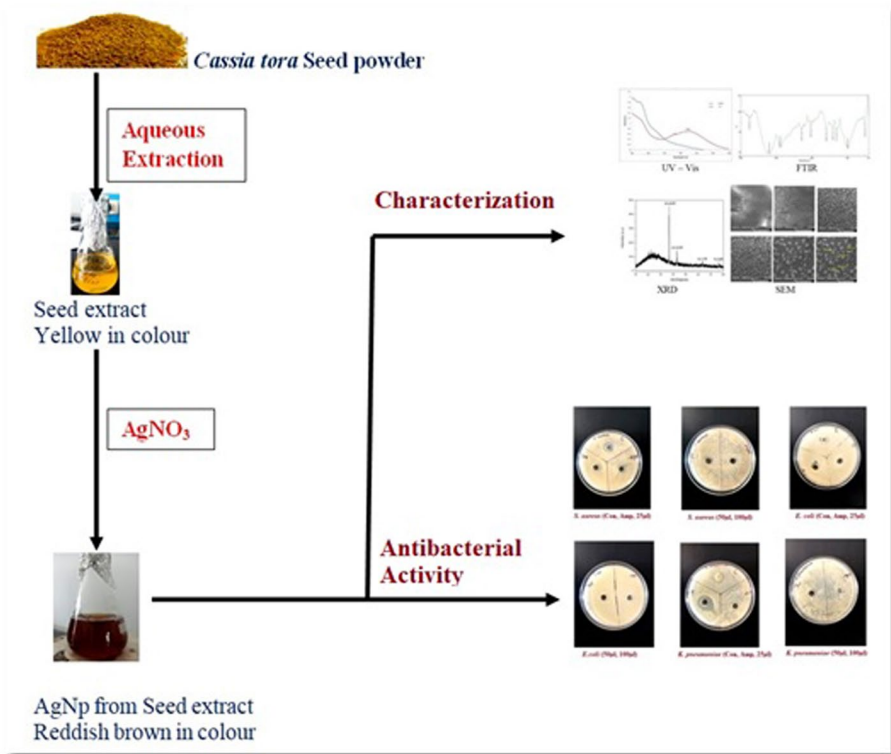 Cassia tora Seed powder
Aqueous
Extraction
Seed extract
Yellow in colour
AgNO₃
AgNp from Seed extract
Reddish brown in colour
Characterization
UV – Vis
FTIR
XRD
SEM
Antibacterial
Activity
S. aureus (Con, Amp, 25µl)
S. aureus (50µl, 100µl)
E. coli (Con, Amp, 25µl)
E.coli (50µl, 100µl)
K. pneumoniae (Con, Amp, 25µl)
K. pneumoniae (50µl, 100µl)